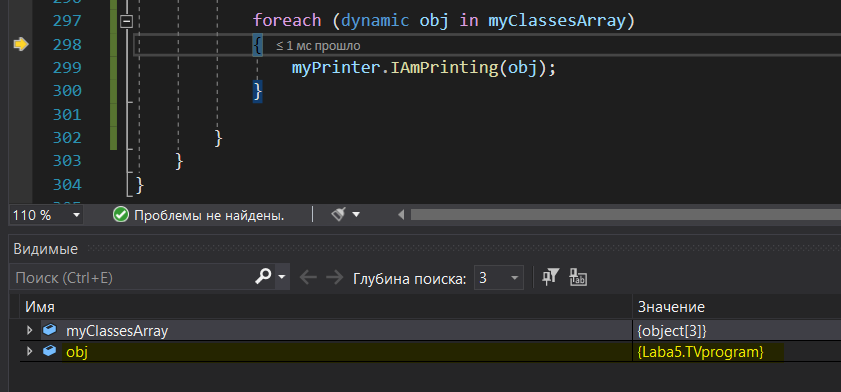 297 foreach (dynamic obj in myClassesArray)
298 { ≤ 1 мс прошло
299 myPrinter.IAmPrinting(obj);
300 }
301
302 }
303 }
304 }
110 % Проблемы не найдены.
Видимые
Поиск (Ctrl+E) Глубина поиска: 3
Имя Значение
myClassesArray {object[3]}
obj {Laba5.TVprogram}